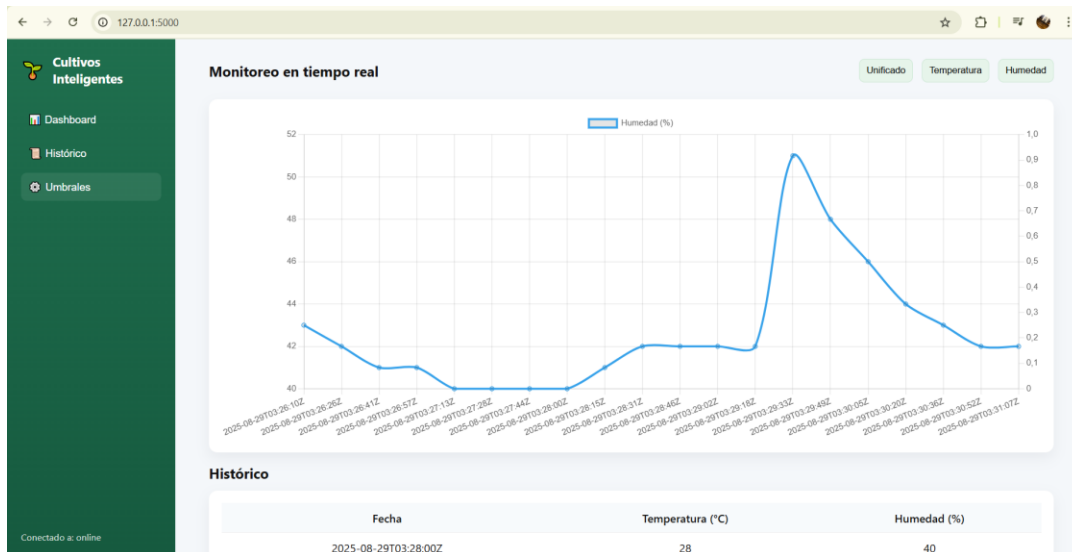 127.0.0.1:5000
Cultivos
Inteligentes
Dashboard
Histórico
Umbrales
Conectado a: online
Monitoreo en tiempo real
Unificado
Temperatura
Humedad
Humedad (%)
52
50
48
46
44
42
40
1,0
0,9
0,8
0,7
0,6
0,5
0,4
0,3
0,2
0,1
0
2025-08-29T03:26:10Z
2025-08-29T03:26:26Z
2025-08-29T03:26:41Z
2025-08-29T03:26:57Z
2025-08-29T03:27:13Z
2025-08-29T03:27:28Z
2025-08-29T03:27:44Z
2025-08-29T03:28:00Z
2025-08-29T03:28:15Z
2025-08-29T03:28:31Z
2025-08-29T03:28:46Z
2025-08-29T03:29:02Z
2025-08-29T03:29:18Z
2025-08-29T03:29:33Z
2025-08-29T03:29:49Z
2025-08-29T03:30:05Z
2025-08-29T03:30:20Z
2025-08-29T03:30:36Z
2025-08-29T03:30:52Z
2025-08-29T03:31:07Z
Histórico
Fecha Temperatura (°C) Humedad (%)
2025-08-29T03:28:00Z 28 40